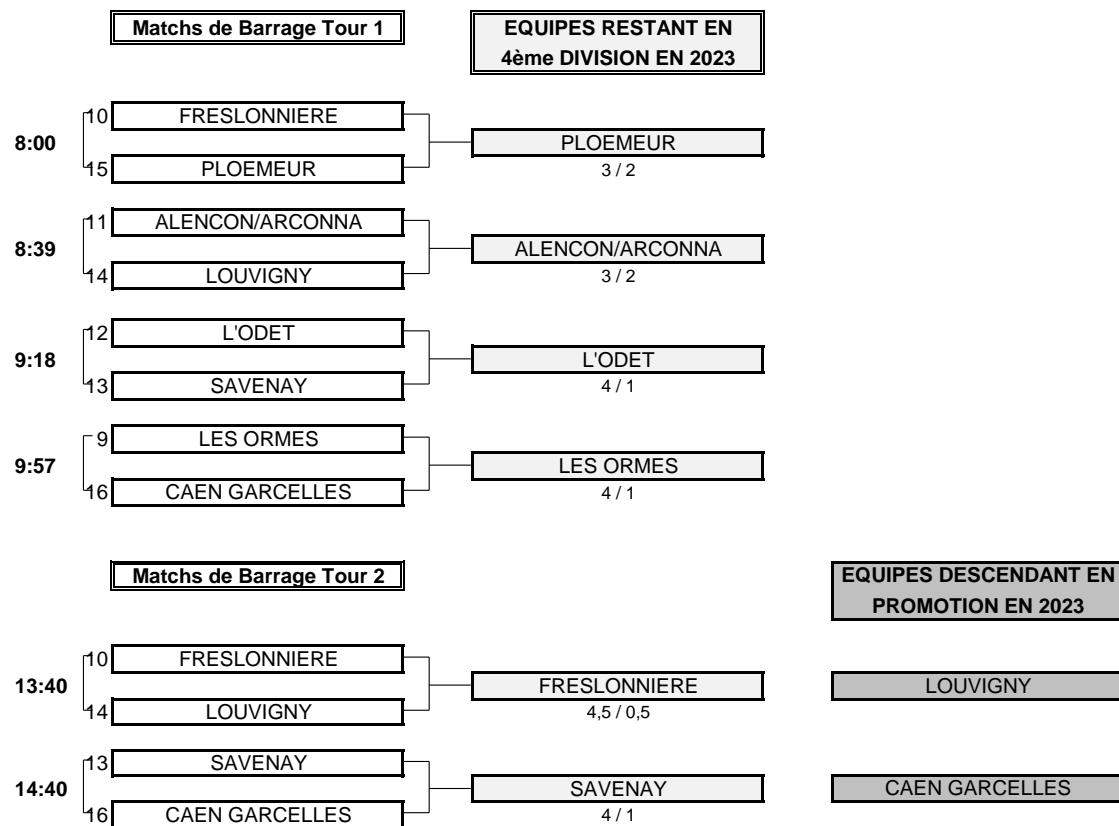 Matchs de Barrage Tour 1
EQUIPES RESTANT EN
4ème DIVISION EN 2023
10 FRESLONNIERE
8:00 PLOEMEUR
15 PLOEMEUR 3 / 2
11 ALENCON/ARCONNA
8:39 ALENCON/ARCONNA
14 LOUVIGNY 3 / 2
12 L'ODET
9:18 L'ODET
13 SAVENAY 4 / 1
9 LES ORMES
9:57 LES ORMES
16 CAEN GARCELLES 4 / 1
Matchs de Barrage Tour 2
EQUIPES DESCENDANT EN
PROMOTION EN 2023
10 FRESLONNIERE
13:40 FRESLONNIERE LOUVIGNY
14 LOUVIGNY 4,5 / 0,5
13 SAVENAY
14:40 SAVENAY CAEN GARCELLES
16 CAEN GARCELLES 4 / 1